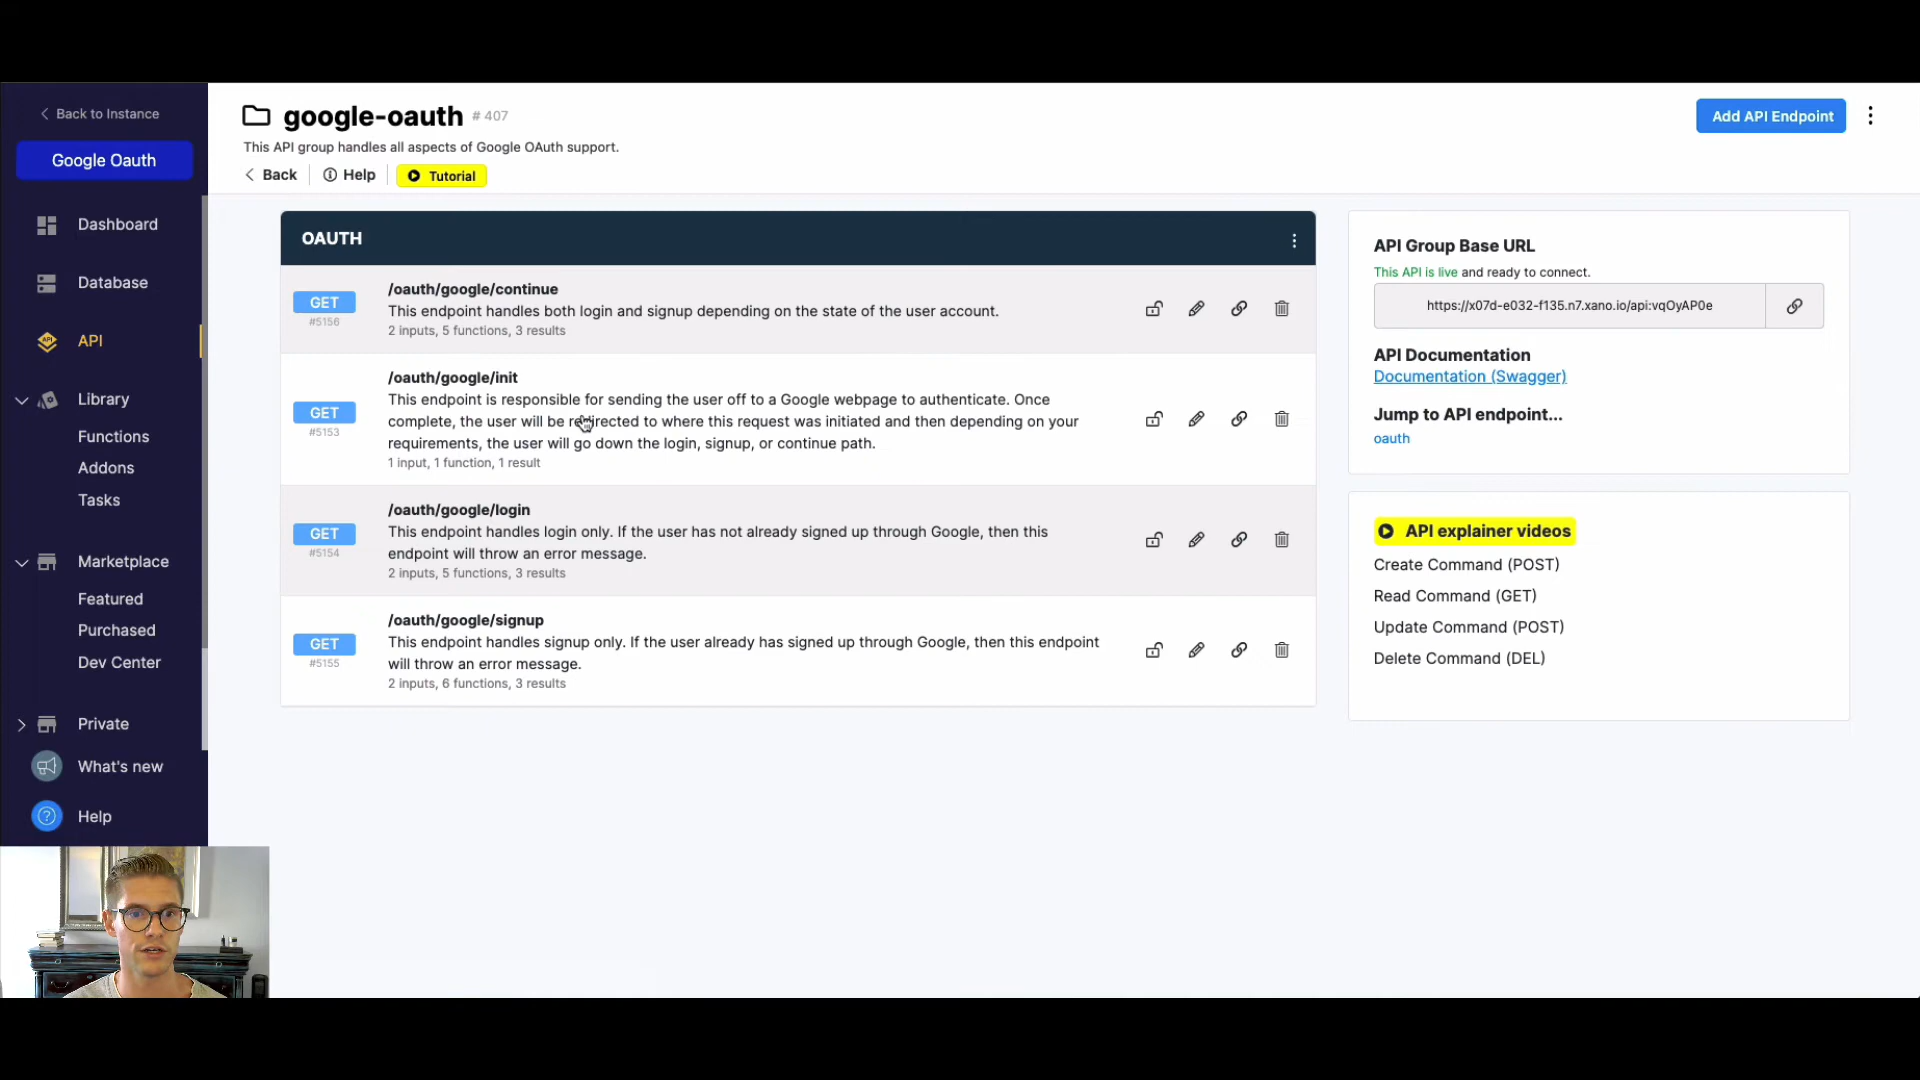 Back to Instance
Google Oauth
Dashboard
Database
API
Library
Functions
Addons
Tasks
Marketplace
Featured
Purchased
Dev Center
Private
What's new
Help
google-oauth # 407
This API group handles all aspects of Google OAuth support.
Back
Help
Tutorial
Add API Endpoint
OAUTH
GET
#5156
/oauth/google/continue
This endpoint handles both login and signup depending on the state of the user account.
2 inputs, 5 functions, 3 results
GET
#5153
/oauth/google/init
This endpoint is responsible for sending the user off to a Google webpage to authenticate. Once
complete, the user will be redirected to where this request was initiated and then depending on your
requirements, the user will go down the login, signup, or continue path.
1 input, 1 function, 1 result
GET
#5154
/oauth/google/login
This endpoint handles login only. If the user has not already signed up through Google, then this
endpoint will throw an error message.
2 inputs, 5 functions, 3 results
GET
#5155
/oauth/google/signup
This endpoint handles signup only. If the user already has signed up through Google, then this endpoint
will throw an error message.
2 inputs, 6 functions, 3 results
API Group Base URL
This API is live and ready to connect.
https://x07d-e032-f135.n7.xano.io/api:vqOyAP0e
API Documentation
Documentation (Swagger)
Jump to API endpoint...
oauth
API explainer videos
Create Command (POST)
Read Command (GET)
Update Command (POST)
Delete Command (DEL)